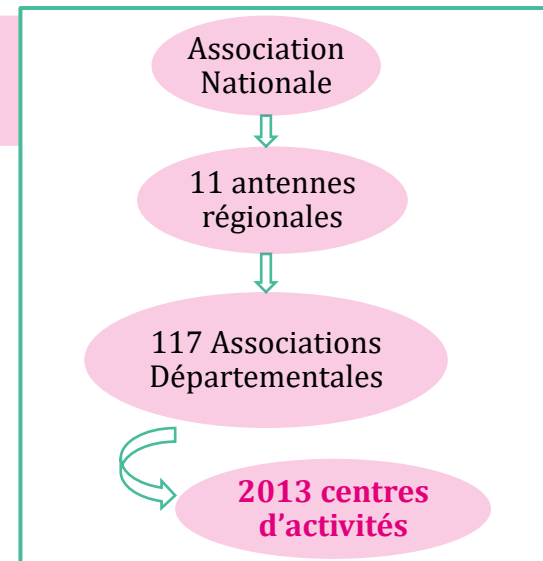 Association
Nationale
11 antennes
régionales
117 Associations
Départementales
2013 centres
d'activités